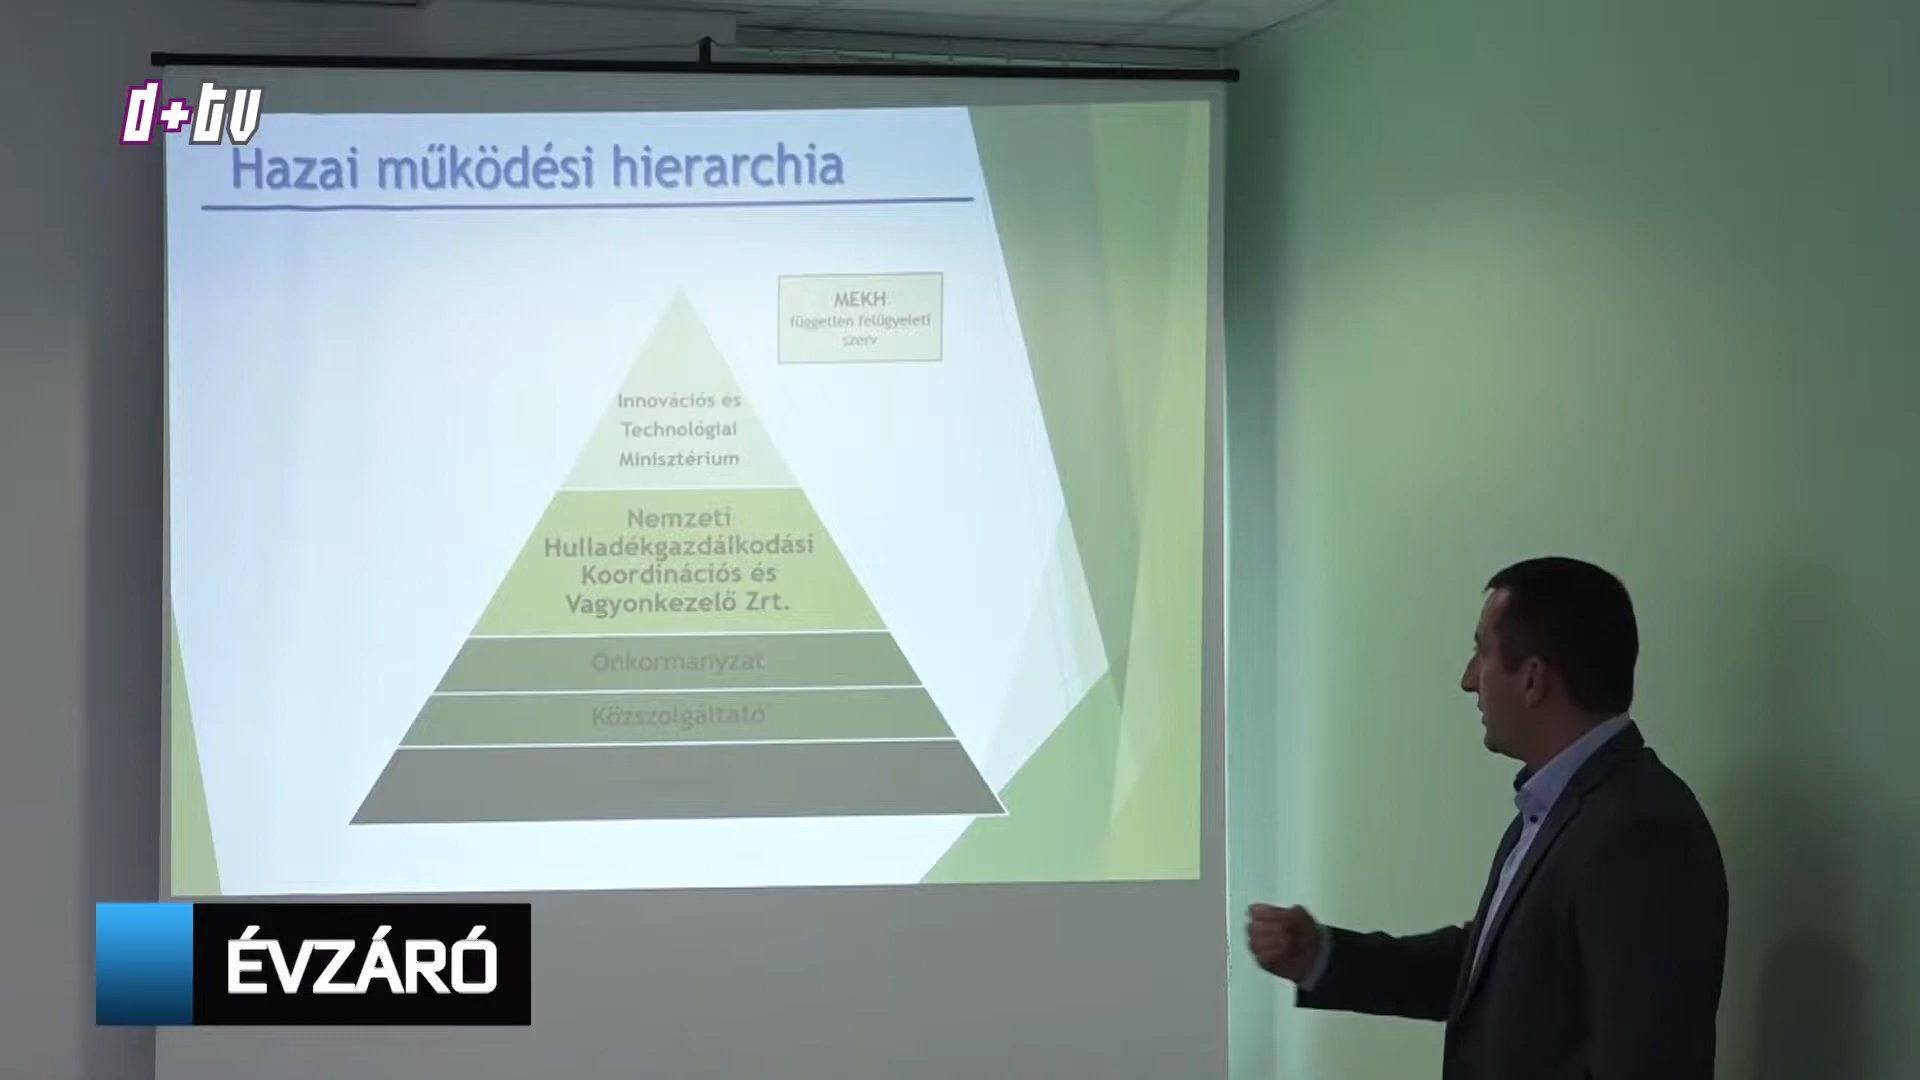 D+tv
Hazai működési hierarchia
MEKH
független felügyeleti
szerv
Innovációs és
Technológiai
Minisztérium
Nemzeti
Hulladékgazdálkodási
Koordinációs és
Vagyonkezelő Zrt.
Önkormányzat
Közszolgáltató
ÉVZÁRÓ